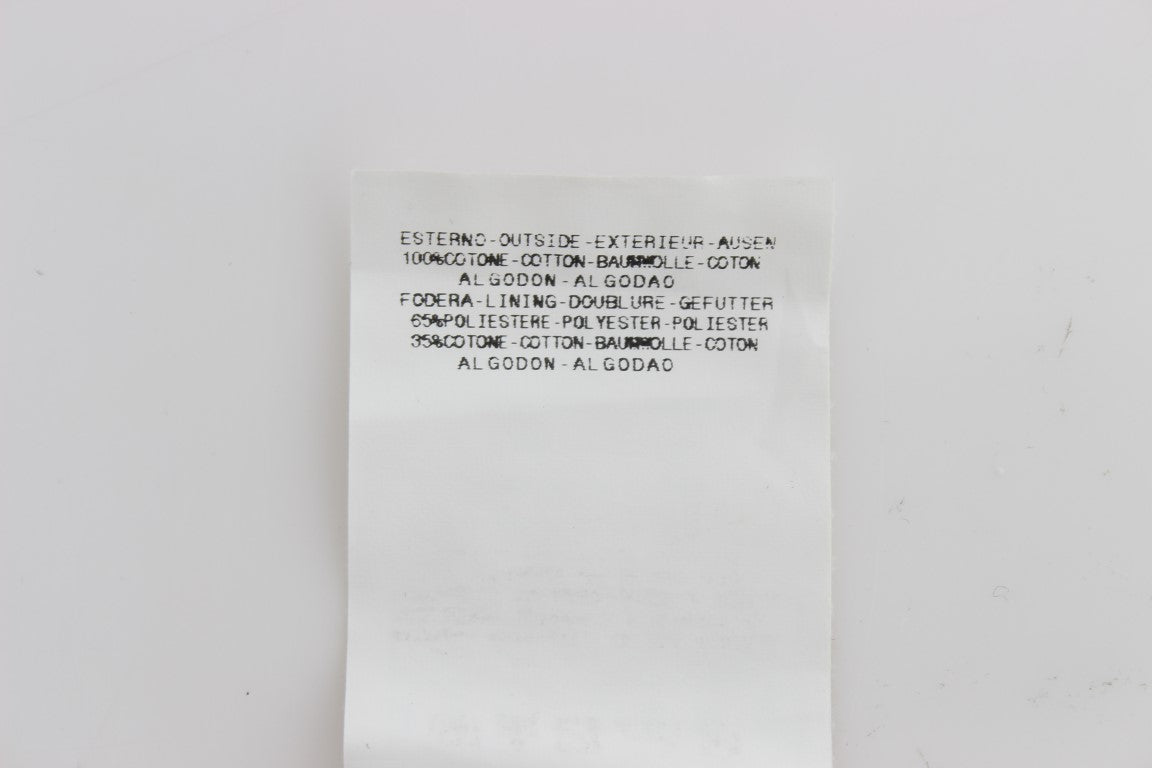 ESTERNO-OUTSIDE-EXTERIEUR-AUSEN
100%COTONE-COTTON-BAUMWOLLE-COTON
ALGODON-ALGODAO
FODERA-LINING-DOUBLURE-GEFUTTER
65%POLIESTERE-POLYESTER-POLIESTER
35%COTONE-COTTON-BAUMWOLLE-COTON
ALGODON-ALGODAO